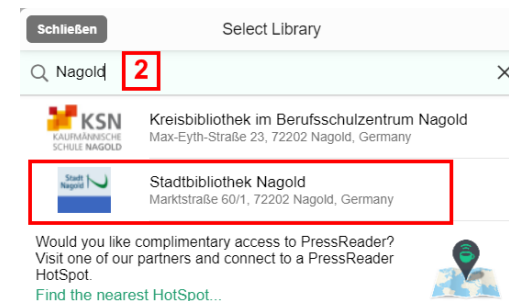 Schließen
Select Library
Nagold
2
KSN
KAUFMÄNNISCHE
SCHULE NAGOLD
Kreisbibliothek im Berufsschulzentrum Nagold
Max-Eyth-Straße 23, 72202 Nagold, Germany
Stadt
Nagold
Stadtbibliothek Nagold
Marktstraße 60/1, 72202 Nagold, Germany
Would you like complimentary access to PressReader?
Visit one of our partners and connect to a PressReader
HotSpot.
Find the nearest HotSpot...